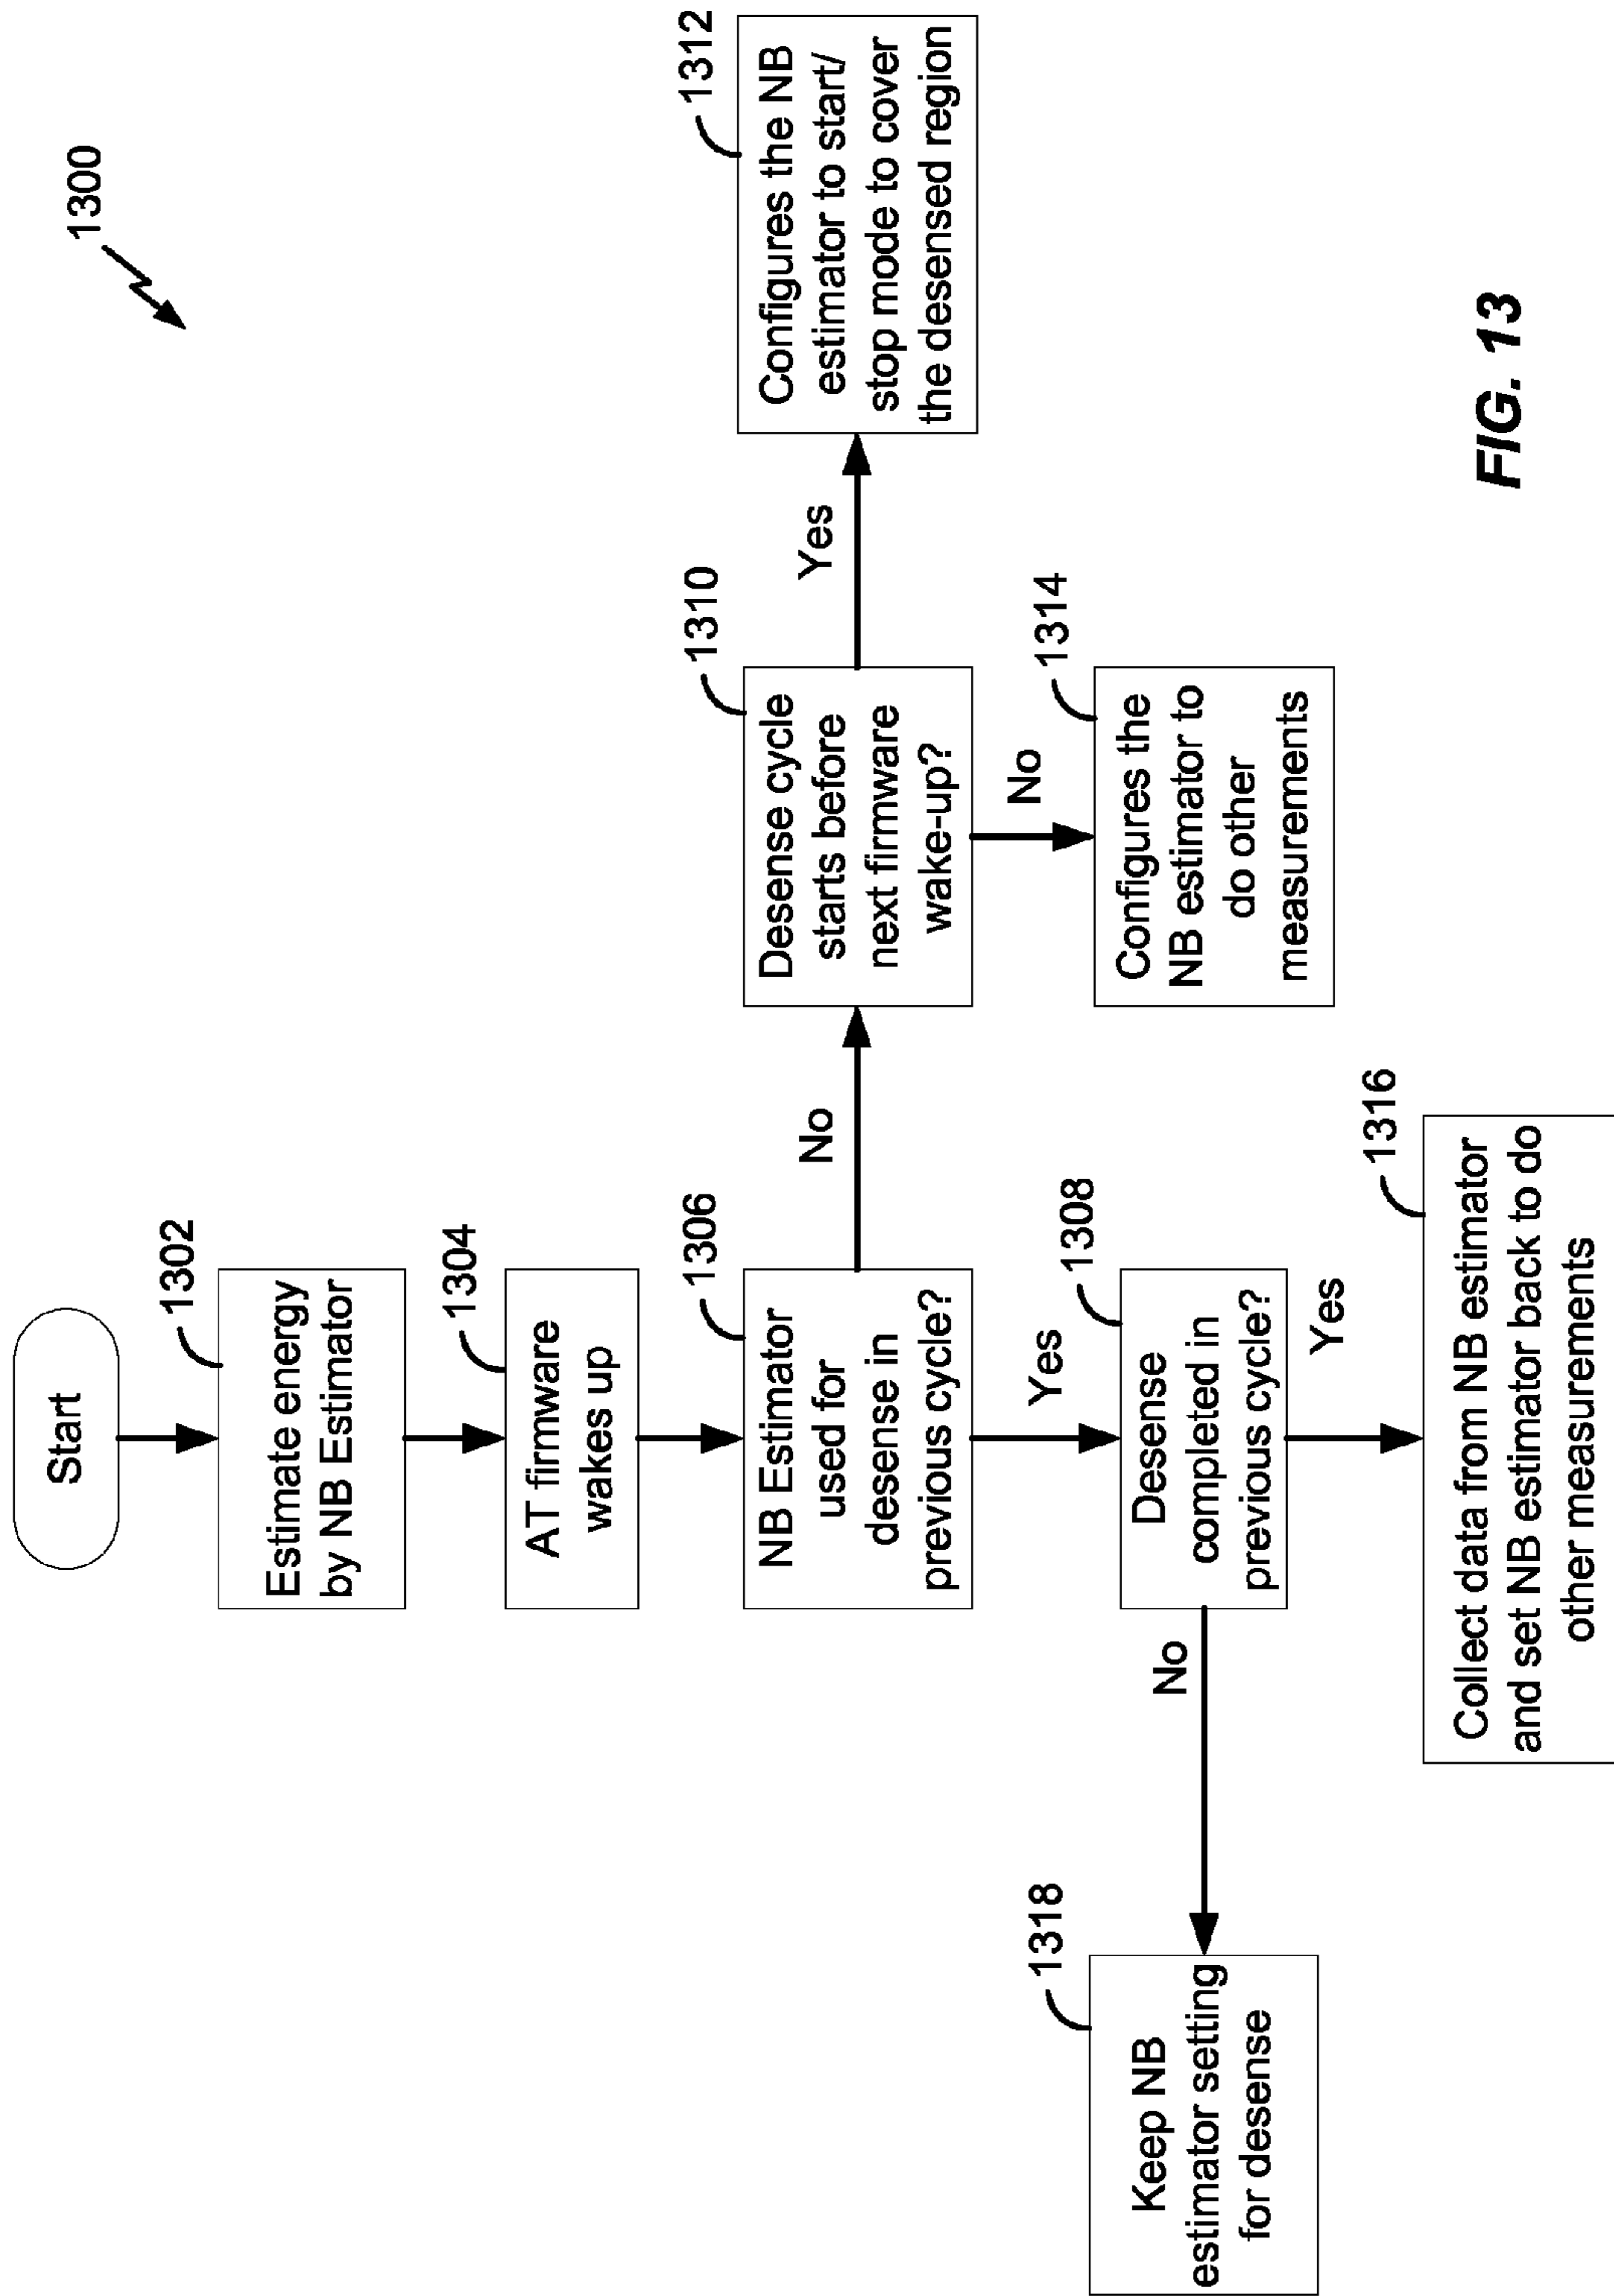 1300
Start
1302
Estimate energy
by NB Estimator
1304
AT firmware
wakes up
1306
NB Estimator
used for
desense in
previous cycle?
No
1310
Desense cycle
starts before
next firmware
wake-up?
Yes
1312
Configures the NB
estimator to start/
stop mode to cover
the desensed region
No
1314
Configures the
NB estimator to
do other
measurements
Yes
1308
Desense
completed in
previous cycle?
No
1318
Keep NB
estimator setting
for desense
Yes
1316
Collect data from NB estimator
and set NB estimator back to do
other measurements
FIG. 13